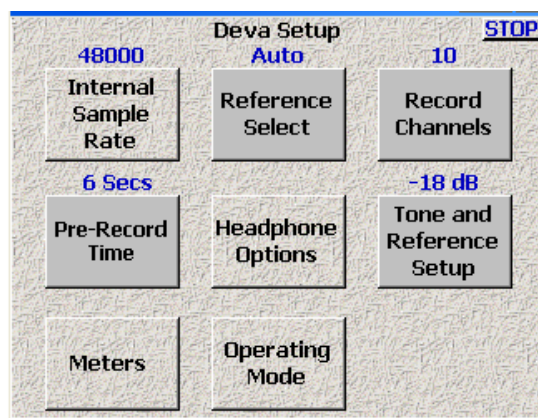 Deva Setup STOP
48000 Auto 10
Internal
Sample
Rate
Reference
Select
Record
Channels
6 Secs -18 dB
Pre-Record
Time
Headphone
Options
Tone and
Reference
Setup
Meters
Operating
Mode